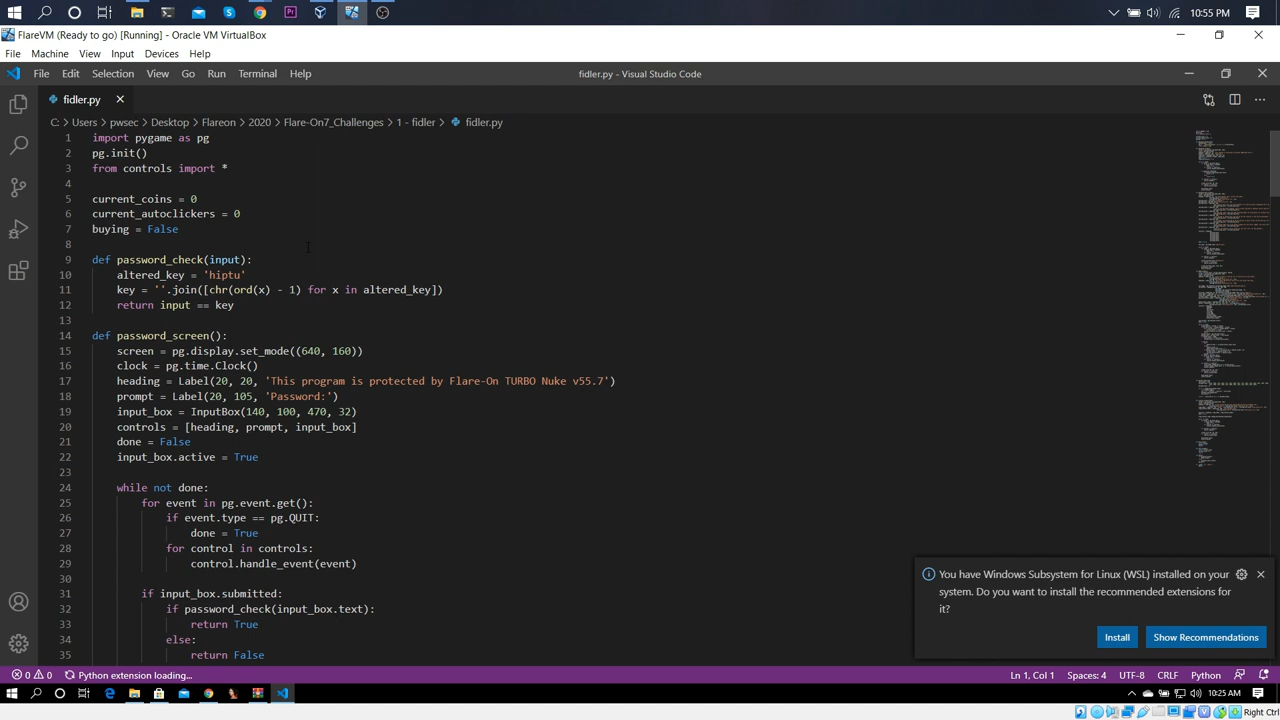 10:55 PM
FlareVM (Ready to go) [Running] - Oracle VM VirtualBox
File Machine View Input Devices Help
File Edit Selection View Go Run Terminal Help
fidler.py - Visual Studio Code
fidler.py
C: > Users > pwsec > Desktop > Flareon > 2020 > Flare-On7_Challenges > 1 - fidler > fidler.py
1 import pygame as pg
2 pg.init()
3 from controls import *
4
5 current_coins = 0
6 current_autoclickers = 0
7 buying = False
8
9 def password_check(input):
10 altered_key = 'hiptu'
11 key = ''.join([chr(ord(x) - 1) for x in altered_key])
12 return input == key
13
14 def password_screen():
15 screen = pg.display.set_mode((640, 160))
16 clock = pg.time.Clock()
17 heading = Label(20, 20, 'This program is protected by Flare-On TURBO Nuke v55.7')
18 prompt = Label(20, 105, 'Password:')
19 input_box = InputBox(140, 100, 470, 32)
20 controls = [heading, prompt, input_box]
21 done = False
22 input_box.active = True
23
24 while not done:
25 for event in pg.event.get():
26 if event.type == pg.QUIT:
27 done = True
28 for control in controls:
29 control.handle_event(event)
30
31 if input_box.submitted:
32 if password_check(input_box.text):
33 return True
34 else:
35 return False
You have Windows Subsystem for Linux (WSL) installed on your
system. Do you want to install the recommended extensions for
it?
Install Show Recommendations
0 0 Python extension loading... Ln 1, Col 1 Spaces: 4 UTF-8 CRLF Python
10:25 AM
Right Ctrl